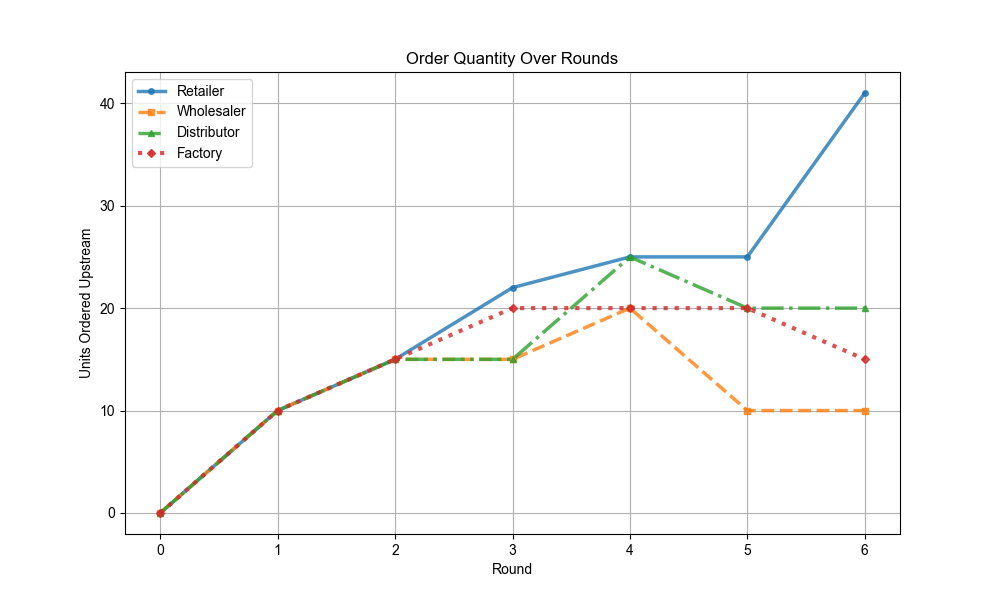 Order Quantity Over Rounds
Retailer
Wholesaler
Distributor
Factory
Units Ordered Upstream
40
30
20
10
0
0 1 2 3 4 5 6
Round